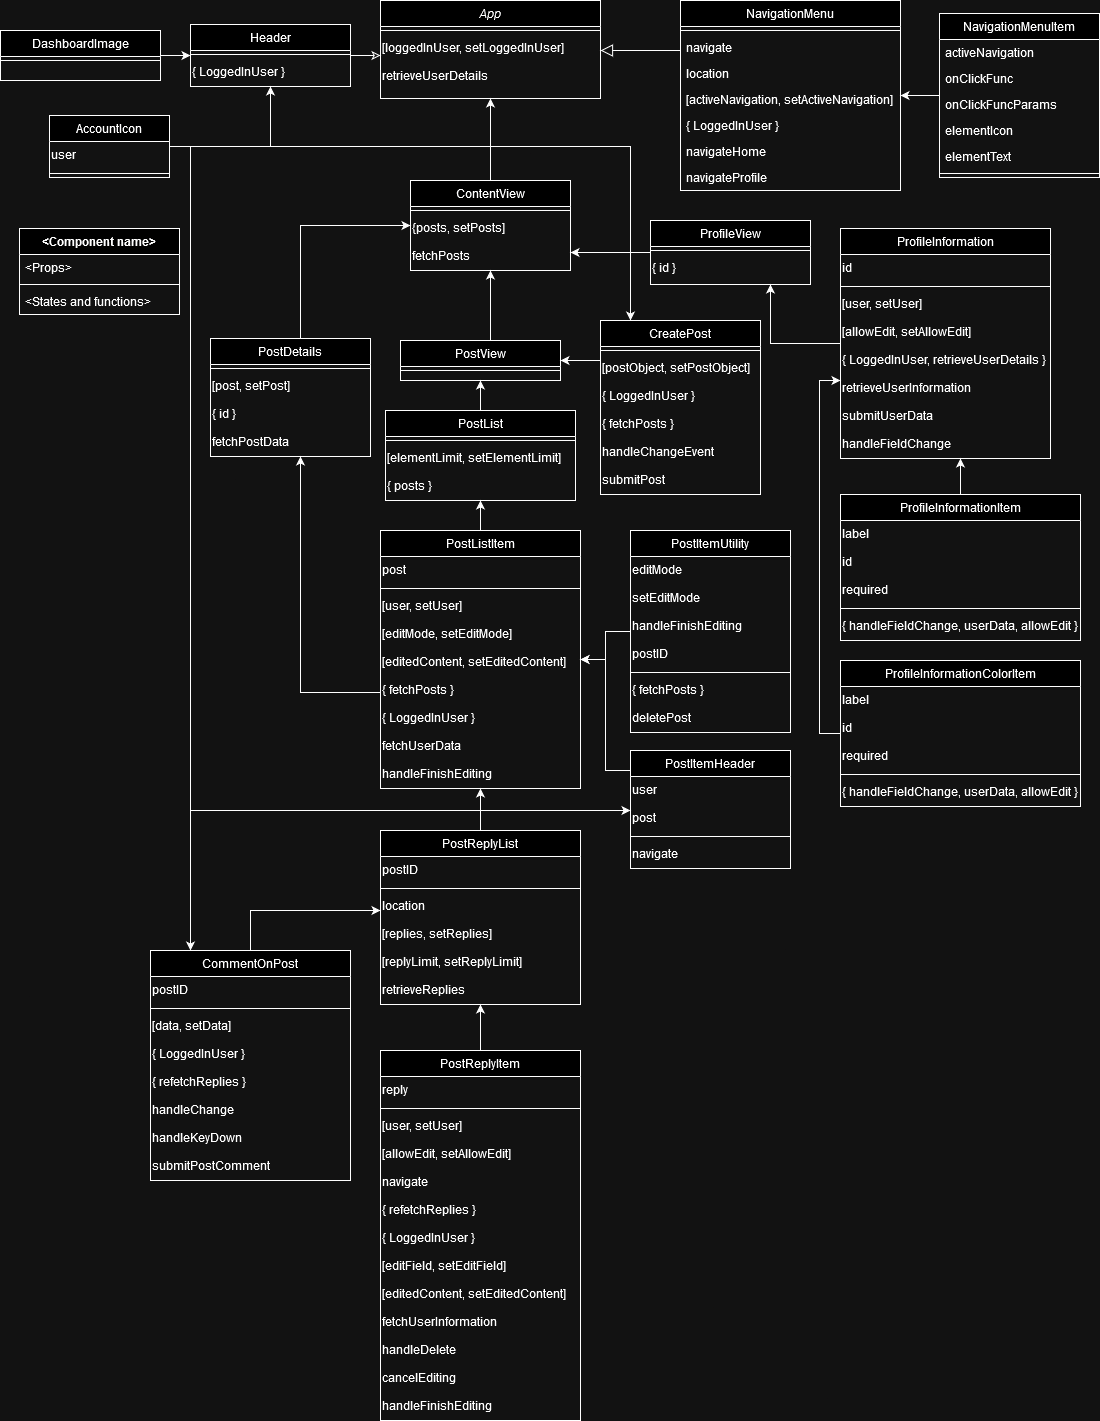 App
[loggedInUser, setLoggedInUser]
retrieveUserDetails
NavigationMenu
navigate
location
[activeNavigation, setActiveNavigation]
{ LoggedInUser }
navigateHome
navigateProfile
NavigationMenuItem
activeNavigation
onClickFunc
onClickFuncParams
elementIcon
elementText
DashboardImage
Header
{ LoggedInUser }
AccountIcon
user
ContentView
{posts, setPosts]
fetchPosts
<Component name>
<Props>
<States and functions>
ProfileView
{ id }
ProfileInformation
id
[user, setUser]
[allowEdit, setAllowEdit]
{ LoggedInUser, retrieveUserDetails }
retrieveUserInformation
submitUserData
handleFieldChange
PostDetails
[post, setPost]
{ id }
fetchPostData
PostView
CreatePost
[postObject, setPostObject]
{ LoggedInUser }
{ fetchPosts }
handleChangeEvent
submitPost
PostList
[elementLimit, setElementLimit]
{ posts }
PostListItem
post
[user, setUser]
[editMode, setEditMode]
[editedContent, setEditedContent]
{ fetchPosts }
{ LoggedInUser }
fetchUserData
handleFinishEditing
PostItemUtility
editMode
setEditMode
handleFinishEditing
postID
{ fetchPosts }
deletePost
ProfileInformationItem
label
id
required
{ handleFieldChange, userData, allowEdit }
ProfileInformationColorItem
label
id
required
{ handleFieldChange, userData, allowEdit }
PostItemHeader
user
post
navigate
PostReplyList
postID
location
[replies, setReplies]
[replyLimit, setReplyLimit]
retrieveReplies
CommentOnPost
postID
[data, setData]
{ LoggedInUser }
{ refetchReplies }
handleChange
handleKeyDown
submitPostComment
PostReplyItem
reply
[user, setUser]
[allowEdit, setAllowEdit]
navigate
{ refetchReplies }
{ LoggedInUser }
[editField, setEditField]
[editedContent, setEditedContent]
fetchUserInformation
handleDelete
cancelEditing
handleFinishEditing